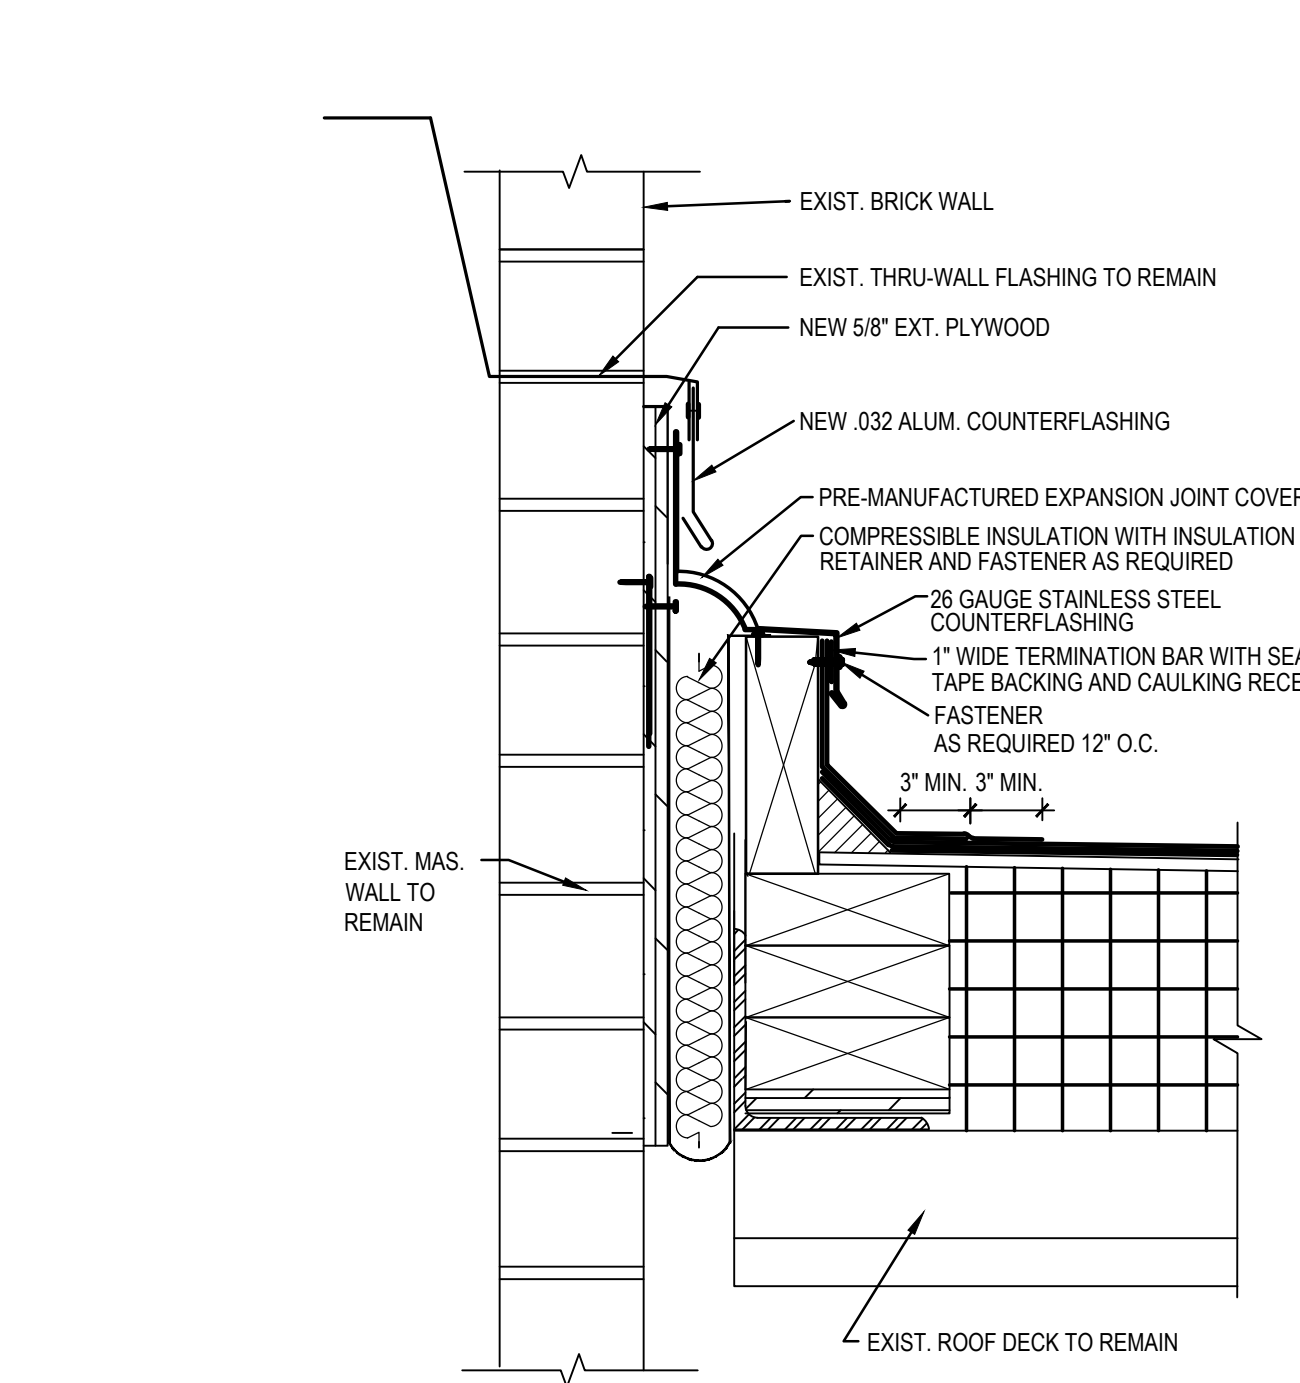 EXIST. BRICK WALL
EXIST. THRU-WALL FLASHING TO REMAIN
NEW 5/8" EXT. PLYWOOD
NEW .032 ALUM. COUNTERFLASHING
PRE-MANUFACTURED EXPANSION JOINT COVER
COMPRESSIBLE INSULATION WITH INSULATION
RETAINER AND FASTENER AS REQUIRED
26 GAUGE STAINLESS STEEL
COUNTERFLASHING
1" WIDE TERMINATION BAR WITH
TAPE BACKING AND CAULKING
FASTENER
AS REQUIRED 12" O.C.
3" MIN. 3" MIN.
EXIST. MAS.
WALL TO
REMAIN
EXIST. ROOF DECK TO REMAIN